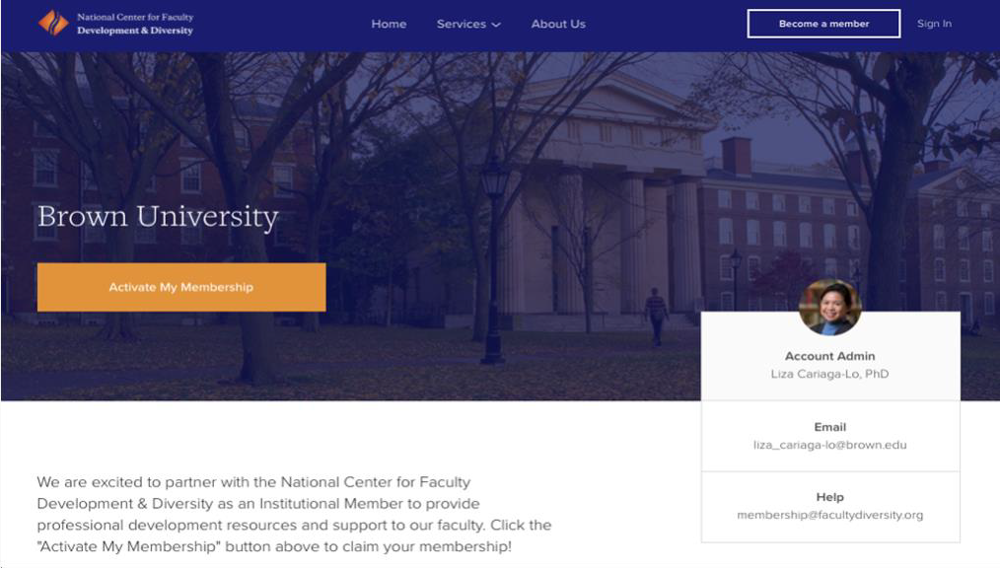 National Center for Faculty
Development & Diversity
Home
Services
About Us
Become a member
Sign In
Brown University
Activate My Membership
Account Admin
Liza Cariaga-Lo, PhD
Email
liza_cariaga-lo@brown.edu
Help
membership@facultydiversity.org
We are excited to partner with the National Center for Faculty
Development & Diversity as an Institutional Member to provide
professional development resources and support to our faculty. Click the
"Activate My Membership" button above to claim your membership!